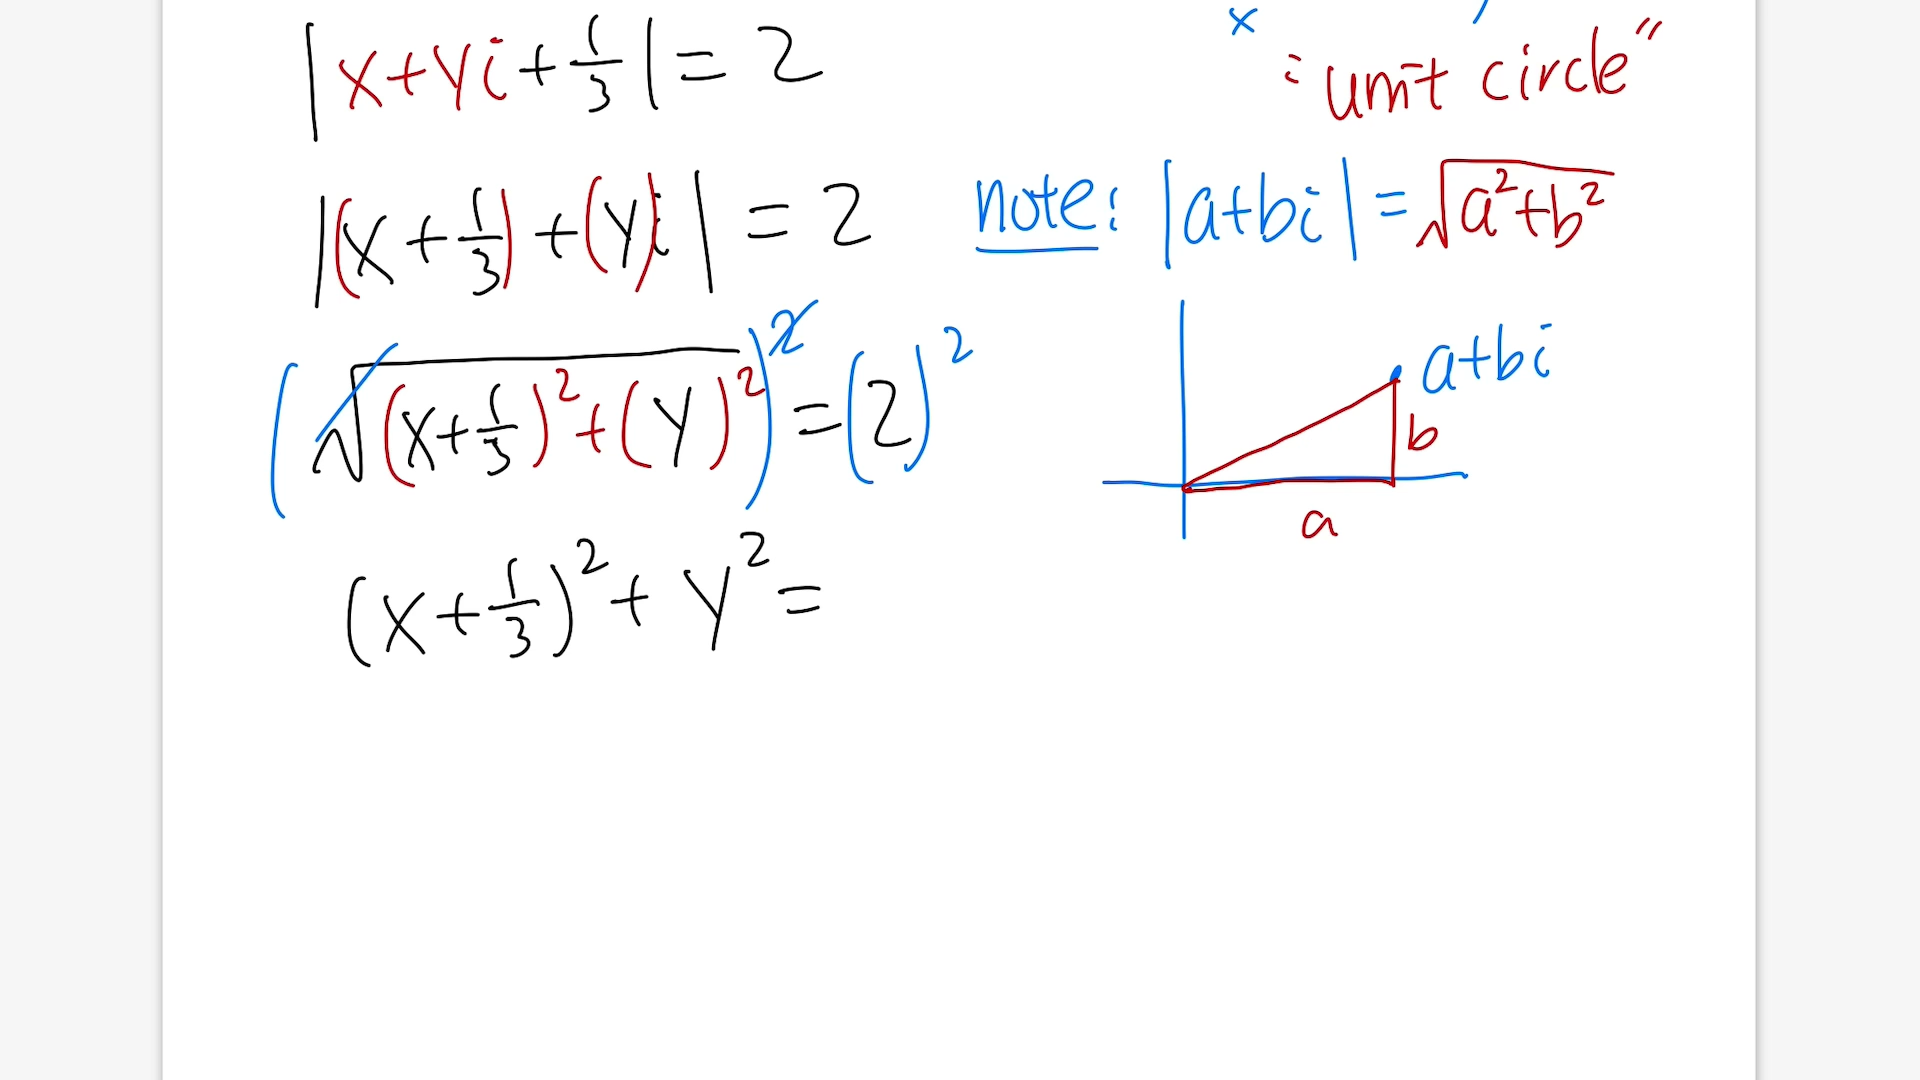 |x+yi+1/3|=2
x
= unit circle"
|(x+1/3)+(y)i|=2
note: |a+bi|=√a²+b²
(√(x+1/3)²+(y)²)²=(2)²
a+bi
b
a
(x+1/3)²+y²=